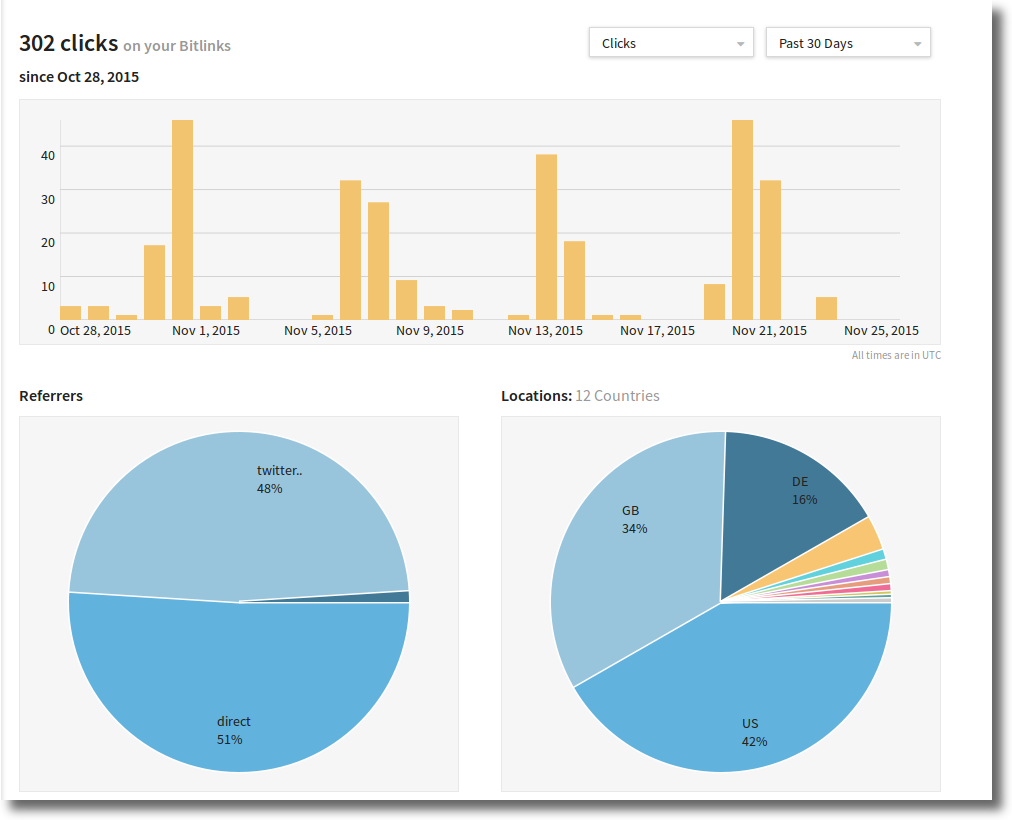 302 clicks on your Bitlinks
Clicks
Past 30 Days
since Oct 28, 2015
40
30
20
10
0
Oct 28, 2015 Nov 1, 2015 Nov 5, 2015 Nov 9, 2015 Nov 13, 2015 Nov 17, 2015 Nov 21, 2015 Nov 25, 2015
All times are in UTC
Referrers
twitter..
48%
direct
51%
Locations: 12 Countries
DE
16%
GB
34%
US
42%